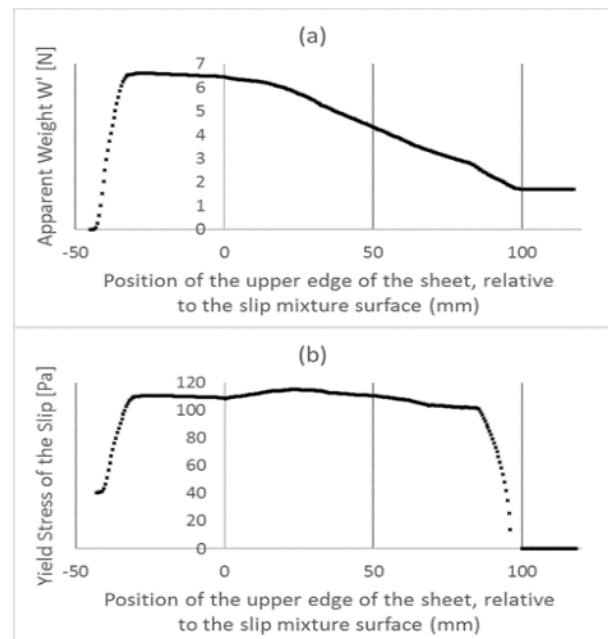 (a)
Apparent Weight W' [N]
7
6
5
4
3
2
1
0
-50 0 50 100
Position of the upper edge of the sheet, relative
to the slip mixture surface (mm)
(b)
Yield Stress of the Slip [Pa]
120
100
80
60
40
20
0
-50 0 50 100
Position of the upper edge of the sheet, relative
to the slip mixture surface (mm)